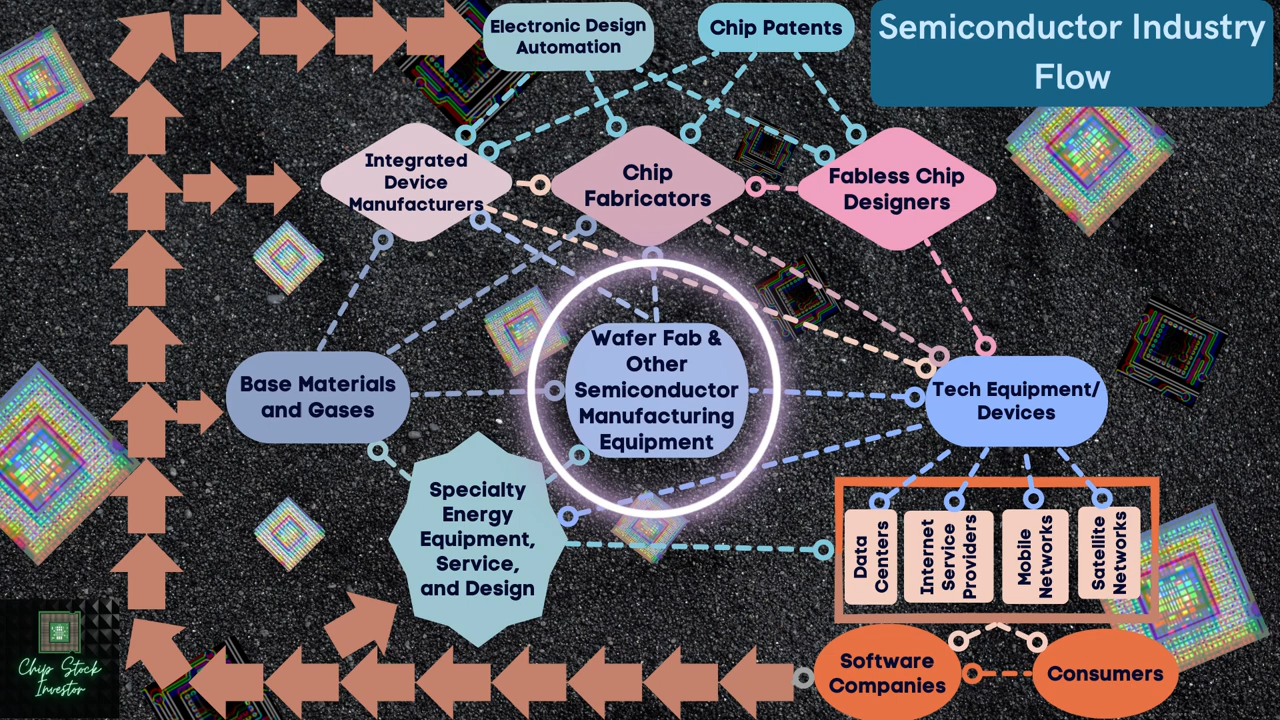 Electronic Design
Automation
Chip Patents
Semiconductor Industry
Flow
Integrated
Device
Manufacturers
Chip
Fabricators
Fabless Chip
Designers
Base Materials
and Gases
Wafer Fab &
Other
Semiconductor
Manufacturing
Equipment
Tech Equipment/
Devices
Specialty
Energy
Equipment,
Service,
and Design
Data
Centers
Internet
Service
Providers
Mobile
Networks
Satellite
Networks
Chip Stock
Investor
Software
Companies
Consumers